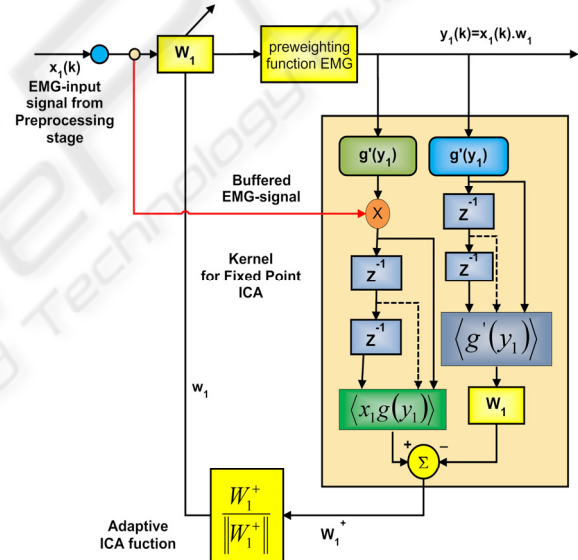 y₁(k)=x₁(k).w₁
x₁(k)
EMG-input
signal from
Preprocessing
stage
W₁
preweighting
function EMG
g'(y₁)
g'(y₁)
Buffered
EMG-signal
X
z⁻¹
z⁻¹
z⁻¹
z⁻¹
Kernel
for Fixed Point
ICA
⟨g'(y₁)⟩
⟨x₁g(y₁)⟩
W₁
w₁
+
−
Σ
W₁⁺
‖W₁⁺‖
W₁⁺
Adaptive
ICA fuction
Technology